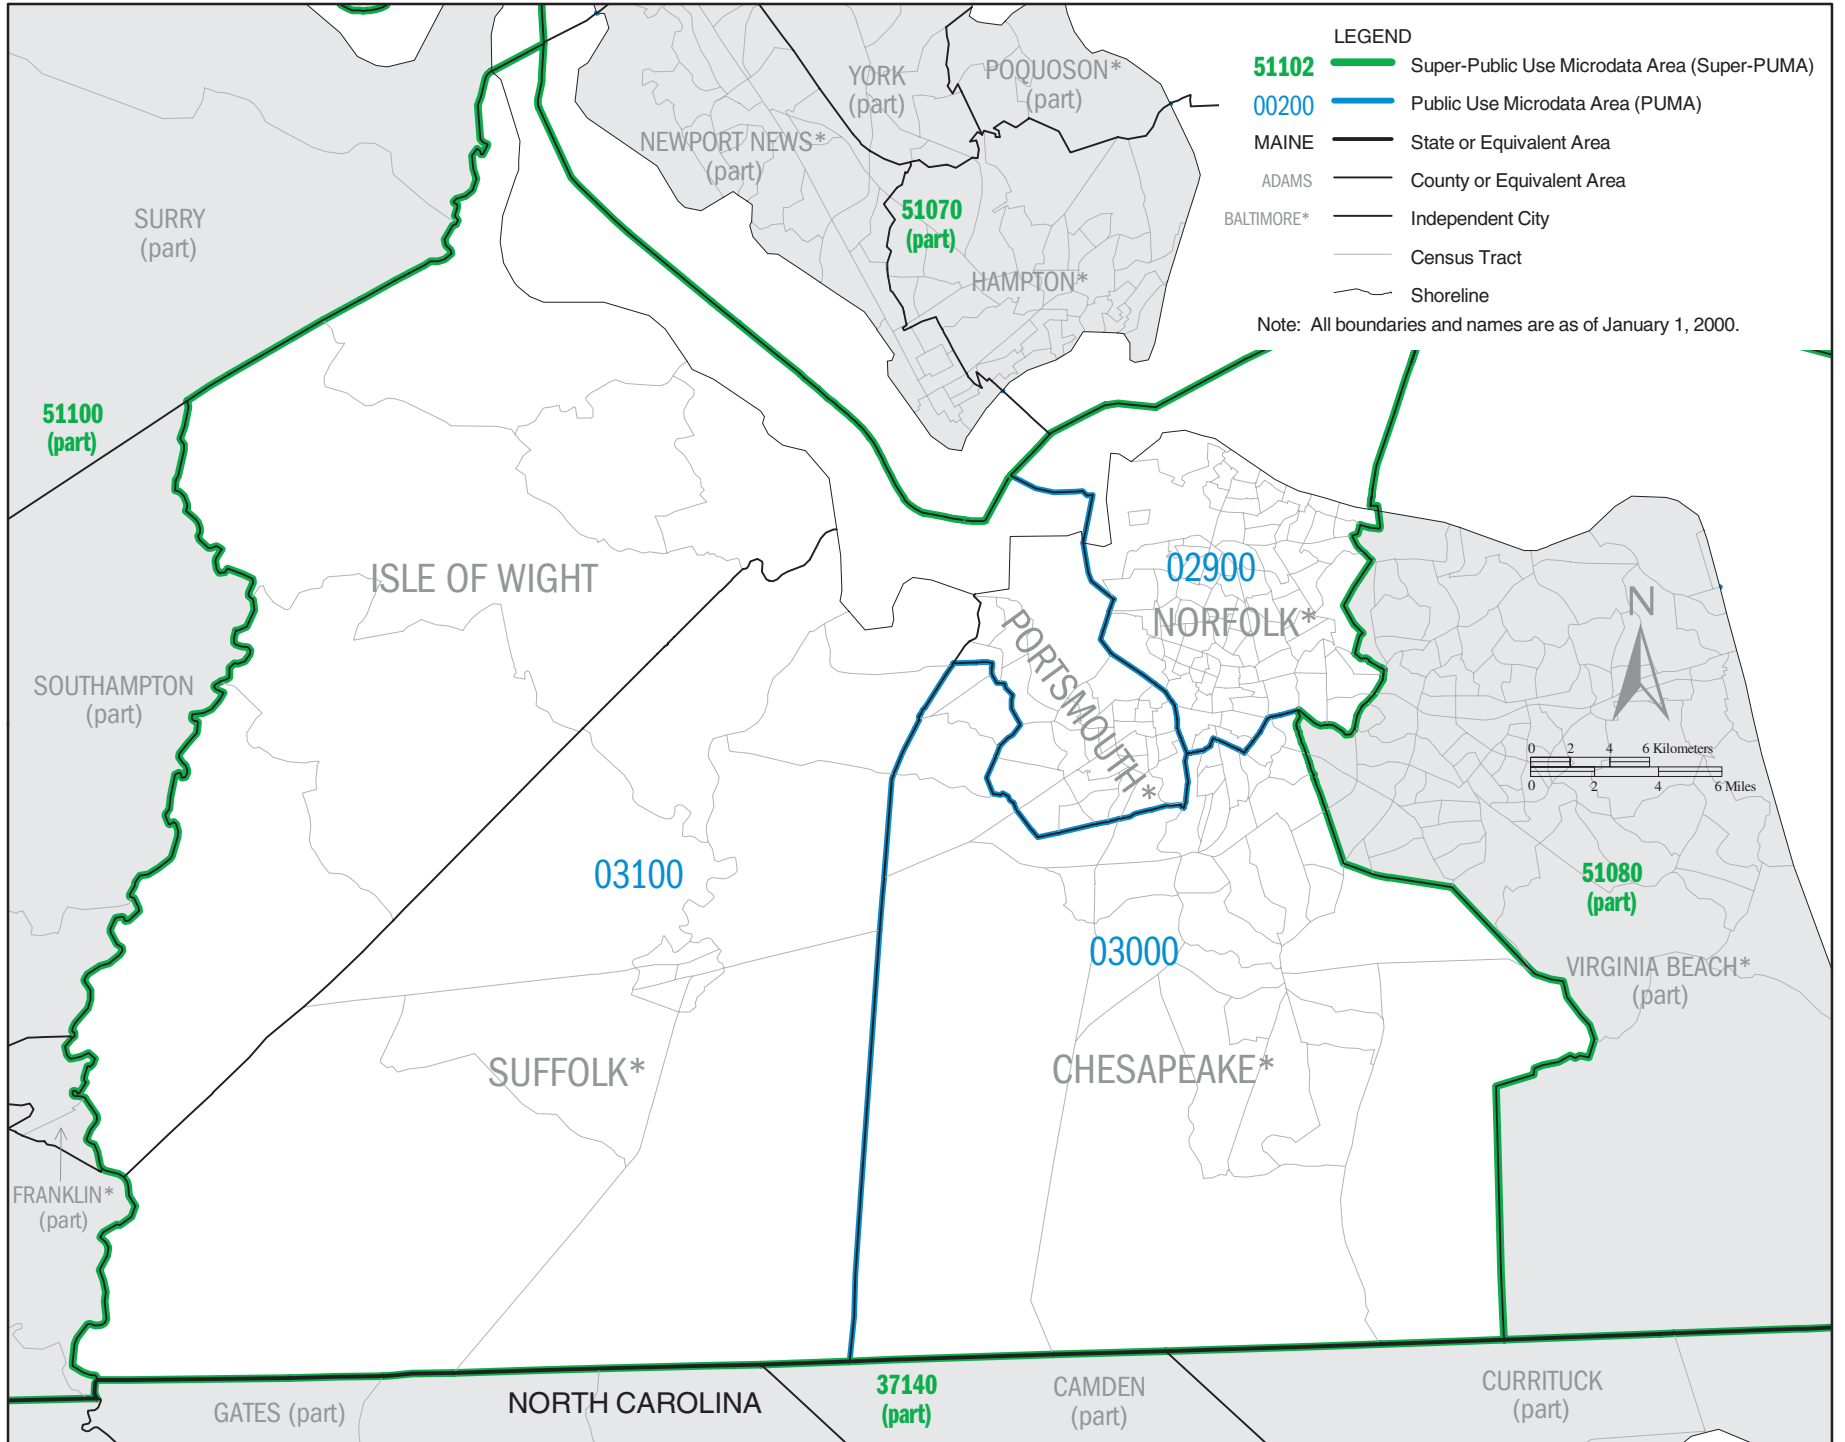 LEGEND
51102 Super-Public Use Microdata Area (Super-PUMA)
00200 Public Use Microdata Area (PUMA)
MAINE State or Equivalent Area
ADAMS County or Equivalent Area
BALTIMORE* Independent City
Census Tract
Shoreline
Note: All boundaries and names are as of January 1, 2000.
YORK
(part)
POQUOSON*
(part)
NEWPORT NEWS*
(part)
SURRY
(part)
51070
(part)
HAMPTON*
51100
(part)
ISLE OF WIGHT
02900
NORFOLK*
PORTSMOUTH*
N
SOUTHAMPTON
(part)
0 2 4 6 Kilometers
0 2 4 6 Miles
03100
51080
(part)
03000
VIRGINIA BEACH*
(part)
SUFFOLK*
CHESAPEAKE*
FRANKLIN*
(part)
GATES (part)
NORTH CAROLINA
37140
(part)
CAMDEN
(part)
CURRITUCK
(part)